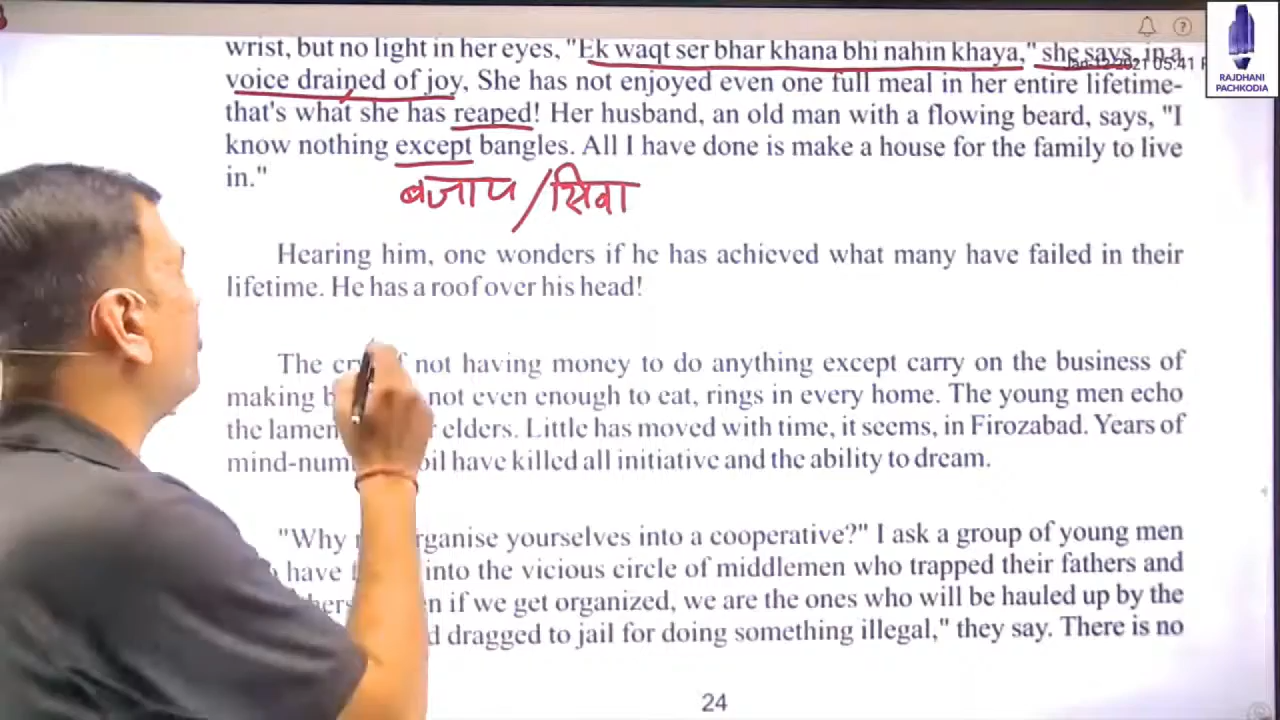 wrist, but no light in her eyes, "Ek waqt ser bhar khana bhi nahin khaya," she says, in a
Jan-12-2021 05:41
RAJDHANI
PACHKODIA
voice drained of joy, She has not enjoyed even one full meal in her entire lifetime-
that's what she has reaped! Her husband, an old man with a flowing beard, says, "I
know nothing except bangles. All I have done is make a house for the family to live
in."
बजाय / सिवा
Hearing him, one wonders if he has achieved what many have failed in their
lifetime. He has a roof over his head!
The not having money to do anything except carry on the business of
making not even enough to eat, rings in every home. The young men echo
the elders. Little has moved with time, it seems, in Firozabad. Years of
have killed all initiative and the ability to dream.
"Why yourselves into a cooperative?" I ask a group of young men
have into the vicious circle of middlemen who trapped their fathers and
if we get organized, we are the ones who will be hauled up by the
dragged to jail for doing something illegal," they say. There is no
24